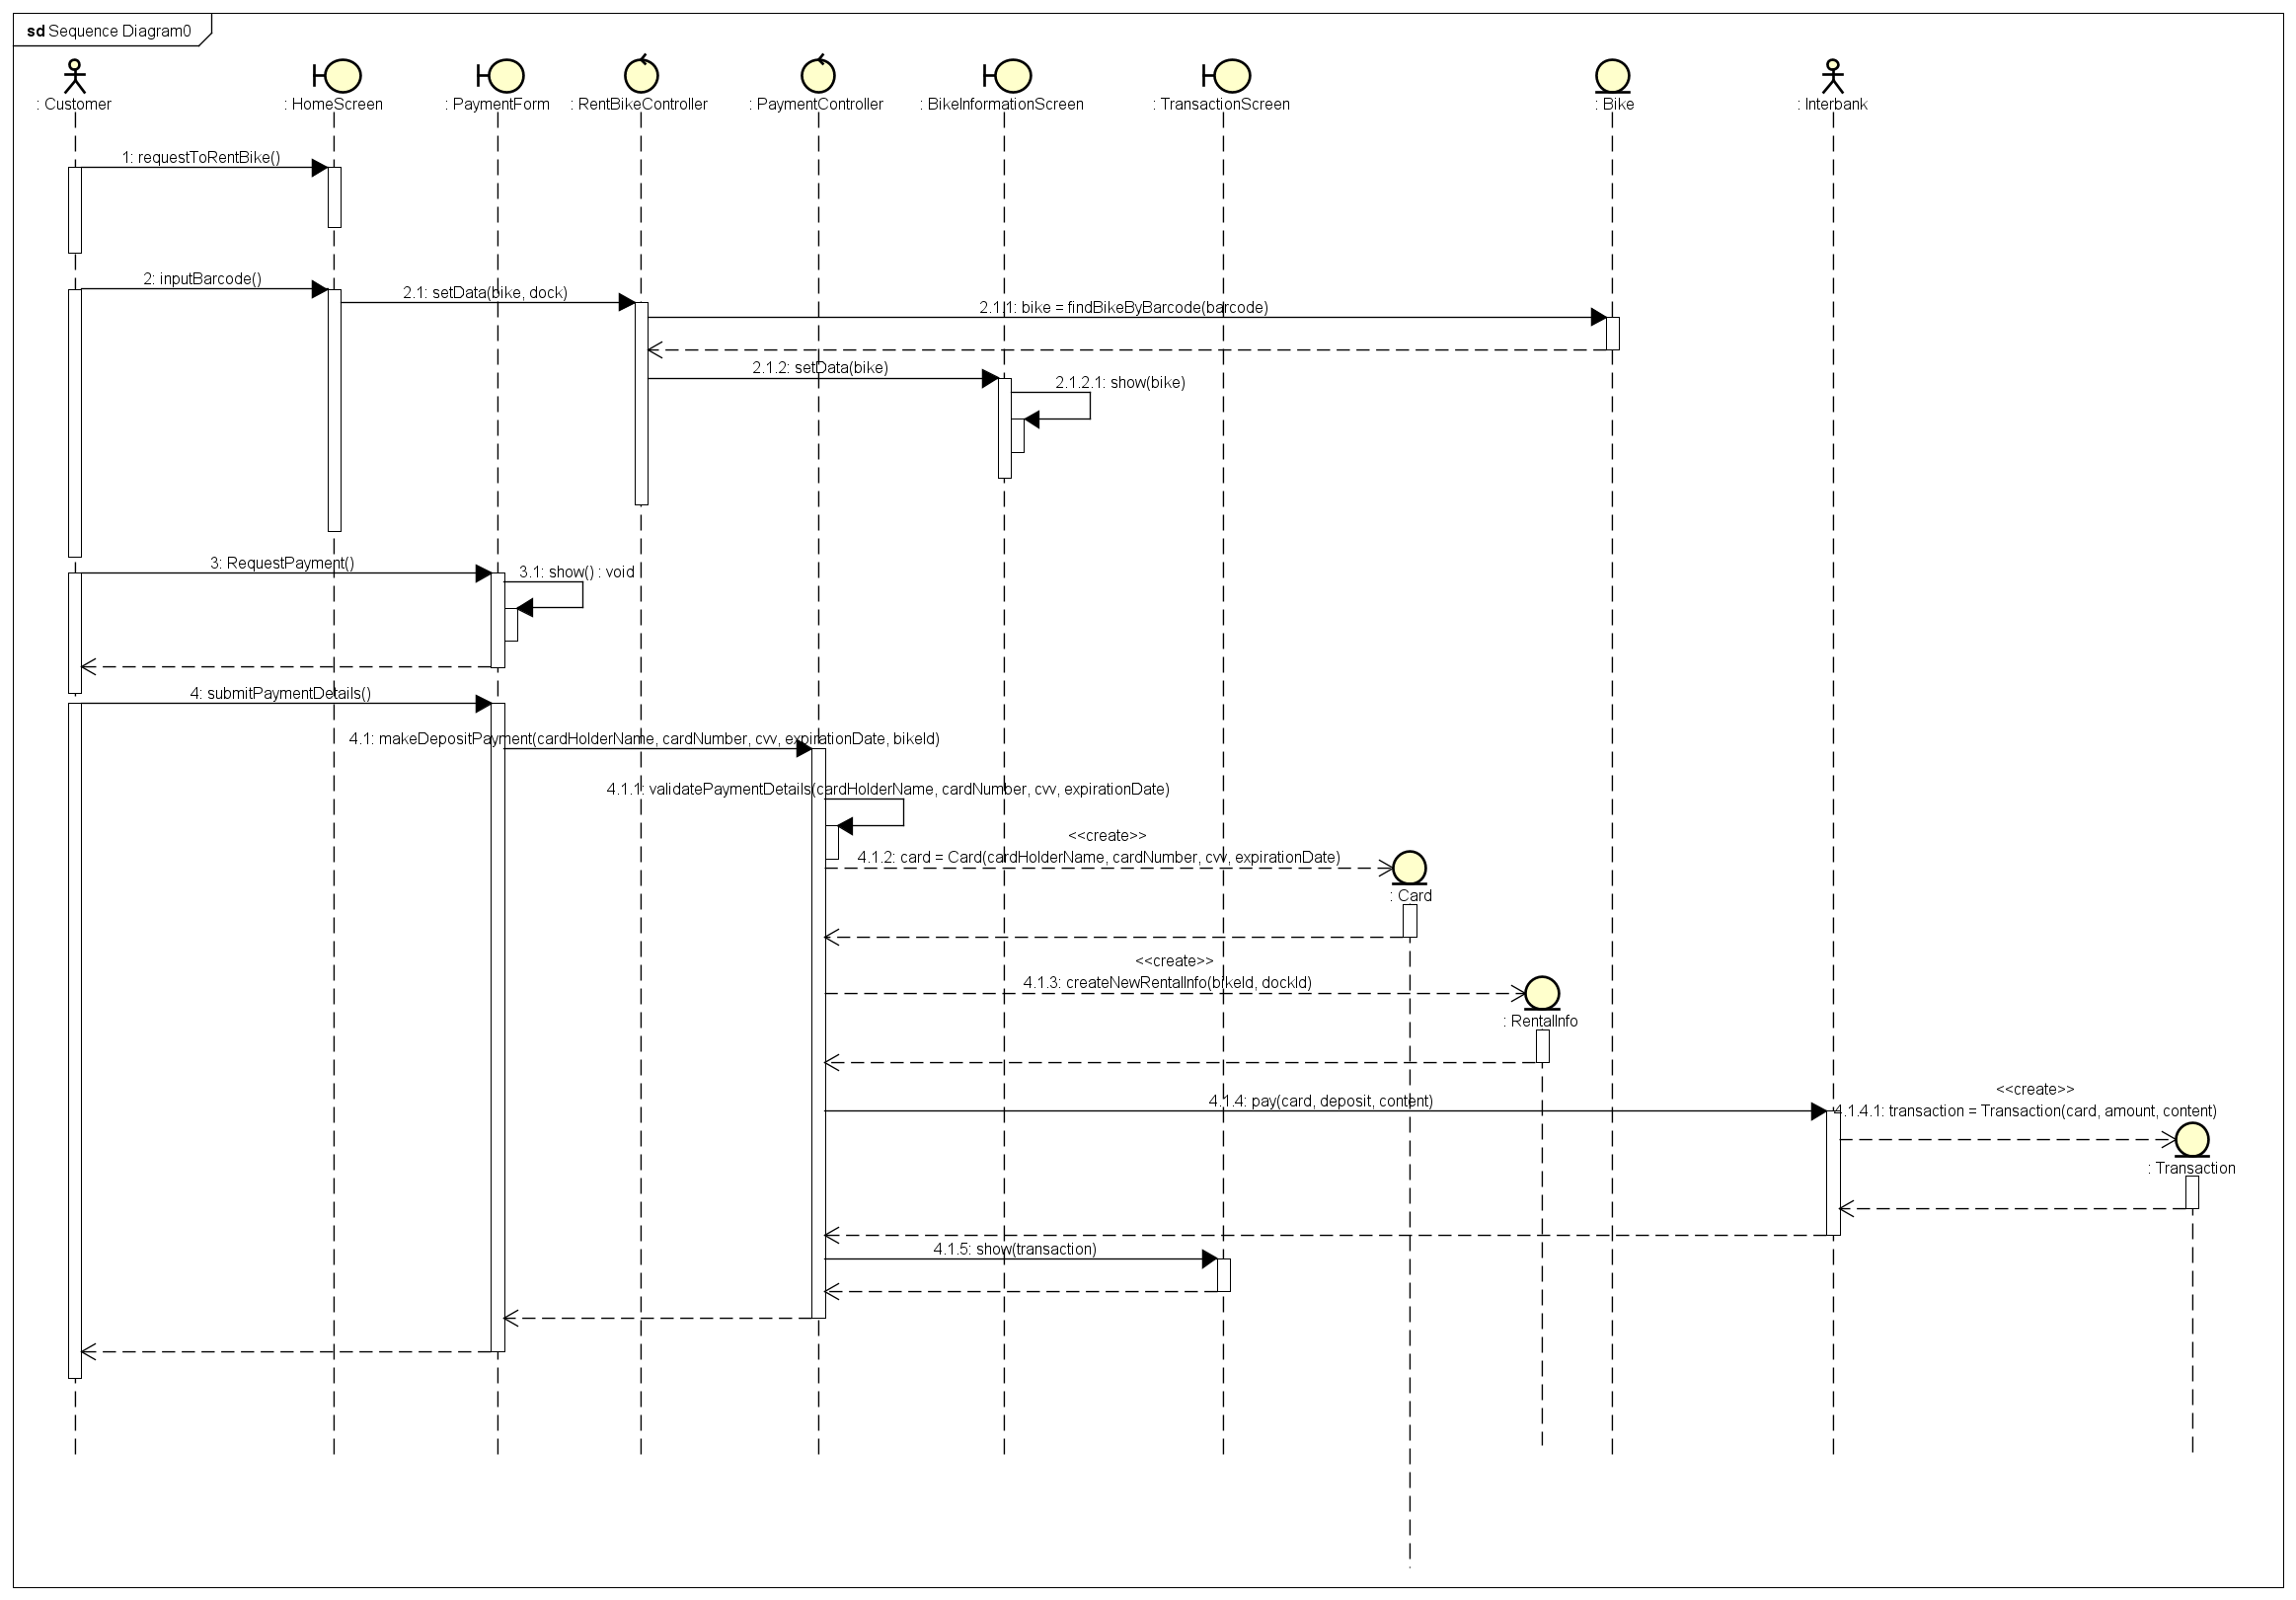 sd Sequence Diagram0
: Customer
: HomeScreen
: PaymentForm
: RentBikeController
: PaymentController
: BikeInformationScreen
: TransactionScreen
: Bike
: Interbank
1: requestToRentBike()
2: inputBarcode()
2.1: setData(bike, dock)
2.1.1: bike = findBikeByBarcode(barcode)
2.1.2: setData(bike)
2.1.2.1: show(bike)
3: RequestPayment()
3.1: show() : void
4: submitPaymentDetails()
4.1: makeDepositPayment(cardHolderName, cardNumber, cvv, expirationDate, bikeId)
4.1.1: validatePaymentDetails(cardHolderName, cardNumber, cvv, expirationDate)
<<create>>
4.1.2: card = Card(cardHolderName, cardNumber, cvv, expirationDate)
: Card
<<create>>
4.1.3: createNewRentalInfo(bikeId, dockId)
: RentalInfo
4.1.4: pay(card, deposit, content)
<<create>>
4.1.4.1: transaction = Transaction(card, amount, content)
: Transaction
4.1.5: show(transaction)